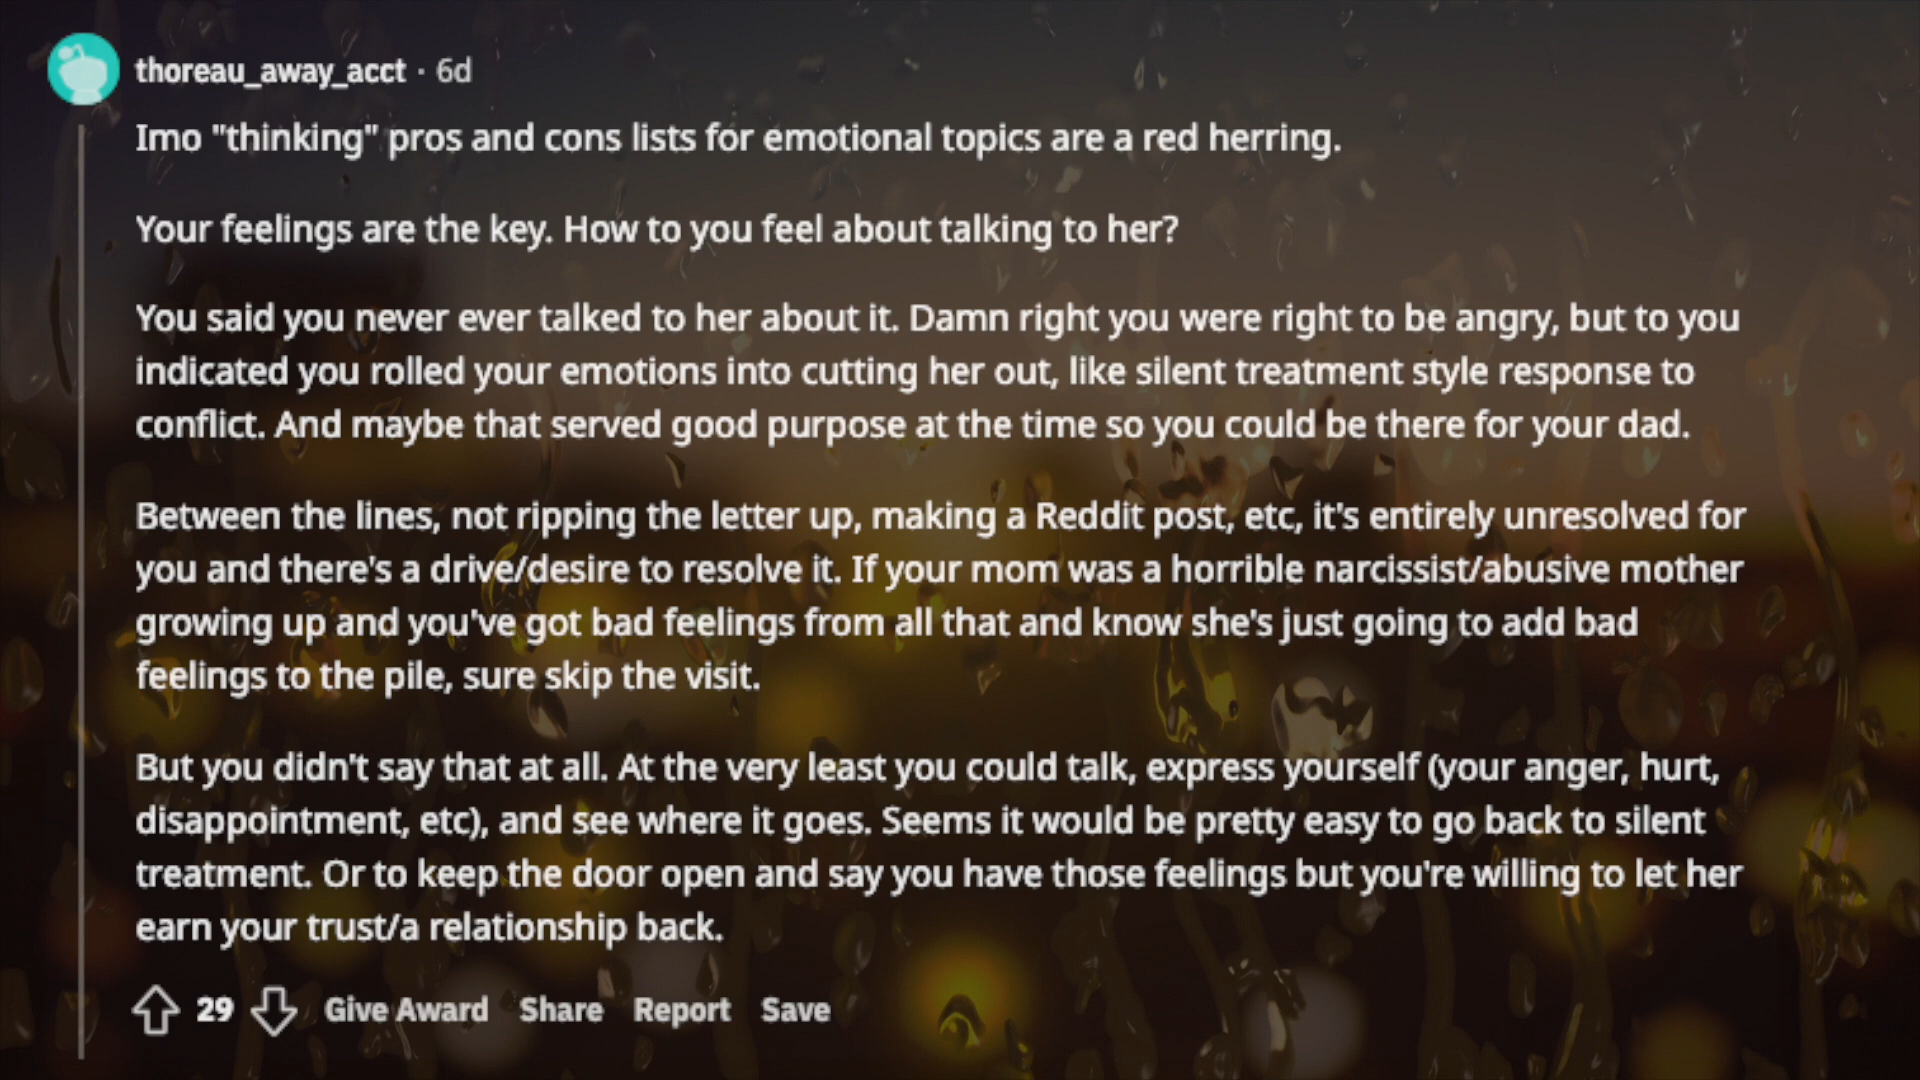 thoreau_away_acct · 6d
Imo "thinking" pros and cons lists for emotional topics are a red herring.
Your feelings are the key. How to you feel about talking to her?
You said you never ever talked to her about it. Damn right you were right to be angry, but to you
indicated you rolled your emotions into cutting her out, like silent treatment style response to
conflict. And maybe that served good purpose at the time so you could be there for your dad.
Between the lines, not ripping the letter up, making a Reddit post, etc, it's entirely unresolved for
you and there's a drive/desire to resolve it. If your mom was a horrible narcissist/abusive mother
growing up and you've got bad feelings from all that and know she's just going to add bad
feelings to the pile, sure skip the visit.
But you didn't say that at all. At the very least you could talk, express yourself (your anger, hurt,
disappointment, etc), and see where it goes. Seems it would be pretty easy to go back to silent
treatment. Or to keep the door open and say you have those feelings but you're willing to let her
earn your trust/a relationship back.
29 Give Award Share Report Save